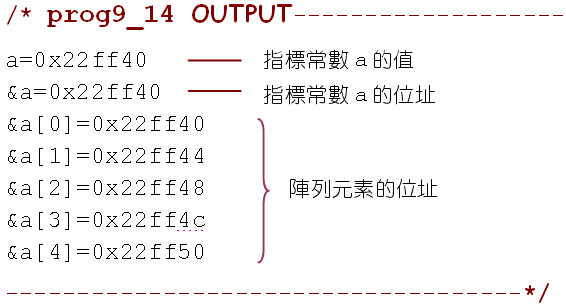 /* prog9_14 OUTPUT--------------------
a=0x22ff40 指標常數 a 的值
&a=0x22ff40 指標常數 a 的位址
&a[0]=0x22ff40
&a[1]=0x22ff44
&a[2]=0x22ff48 陣列元素的位址
&a[3]=0x22ff4c
&a[4]=0x22ff50
-------------------------------------*/